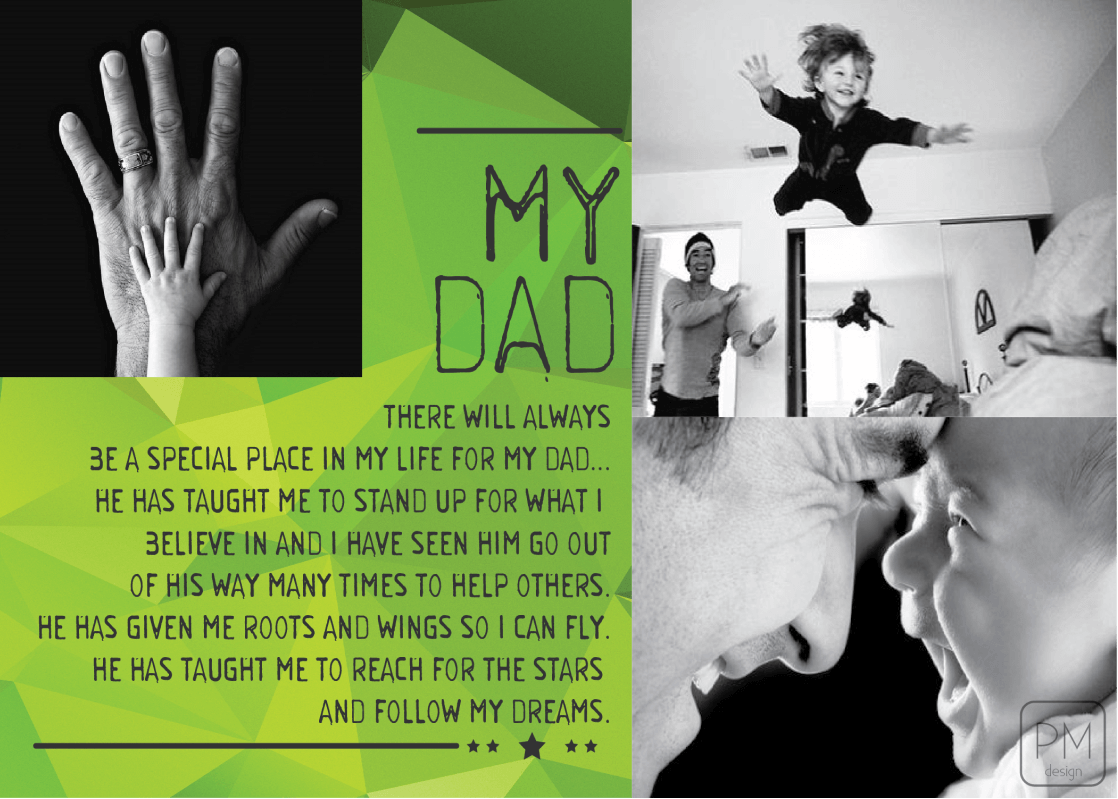 MY
DAD
THERE WILL ALWAYS
BE A SPECIAL PLACE IN MY LIFE FOR MY DAD...
HE HAS TAUGHT ME TO STAND UP FOR WHAT I
BELIEVE IN AND I HAVE SEEN HIM GO OUT
OF HIS WAY MANY TIMES TO HELP OTHERS.
HE HAS GIVEN ME ROOTS AND WINGS SO I CAN FLY.
HE HAS TAUGHT ME TO REACH FOR THE STARS
AND FOLLOW MY DREAMS.
PM
design